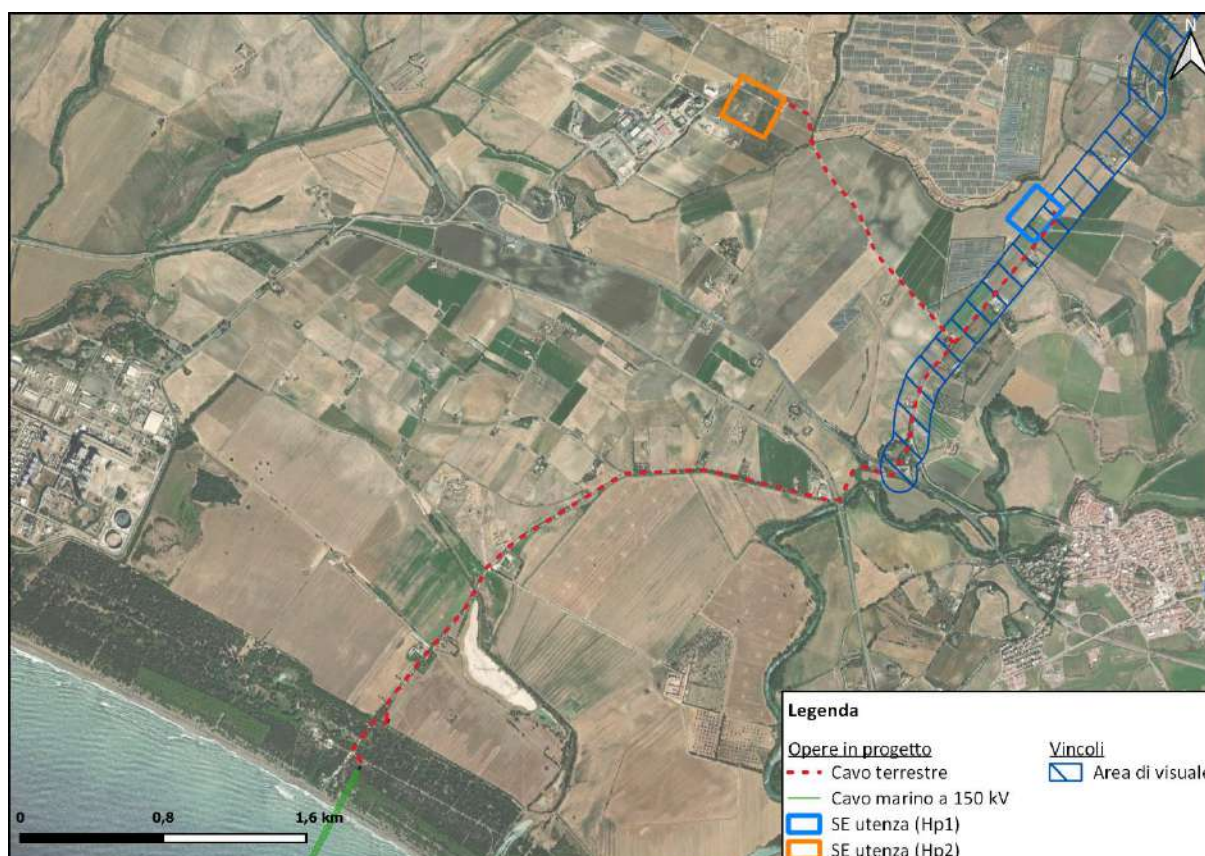 N
Legenda
Opere in progetto
Cavo terrestre
Cavo marino a 150 kV
SE utenza (Hp1)
SE utenza (Hp2)
Vincoli
Area di visuale
0 0,8 1,6 km